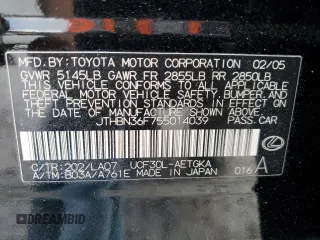 MFD.BY:TOYOTA MOTOR CORPORATION 02/05
GVWR 5145LB GAWR FR 2855LB RR 2850LB
THIS VEHICLE CONFORMS TO ALL APPLICABLE
FEDERAL MOTOR VEHICLE SAFETY, BUMPER, AND
THEFT PREVENTION STANDARDS IN EFFECT ON
THE DATE OF MANUFACTURE SHOWN ABOVE.
JTHBN36F755014039 PASS.CAR
C/TR:202/LA07 UCF30L-AETGKA
A/TM:B03A/A761E MADE IN JAPAN 016 A